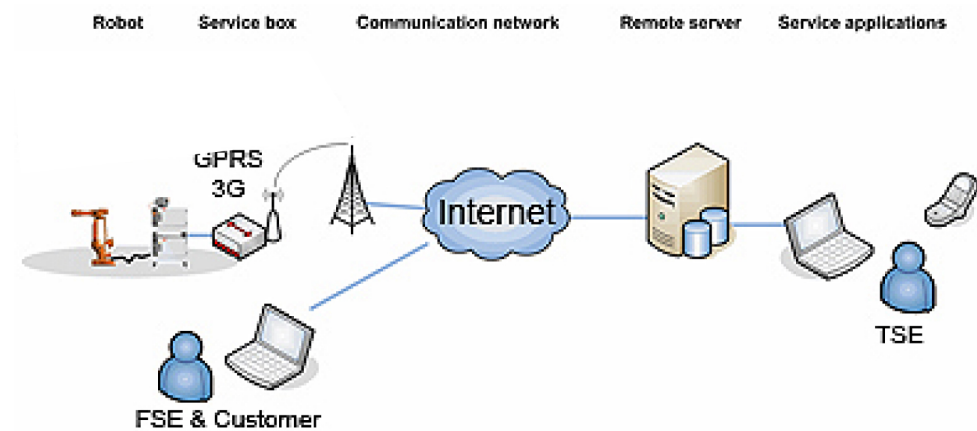 Robot Service box Communication network Remote server Service applications
GPRS
3G
Internet
TSE
FSE & Customer